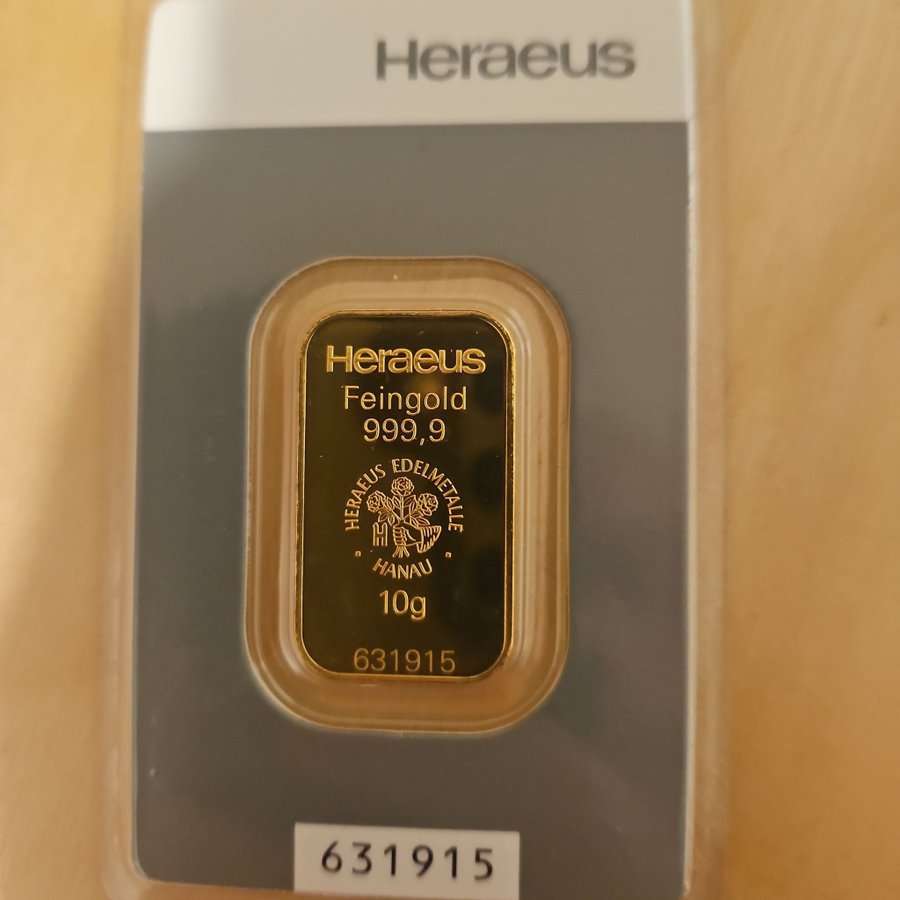 Heraeus
Heraeus
Feingold
999,9
HERAEUS EDELMETALLE
· HANAU ·
10g
631915
631915